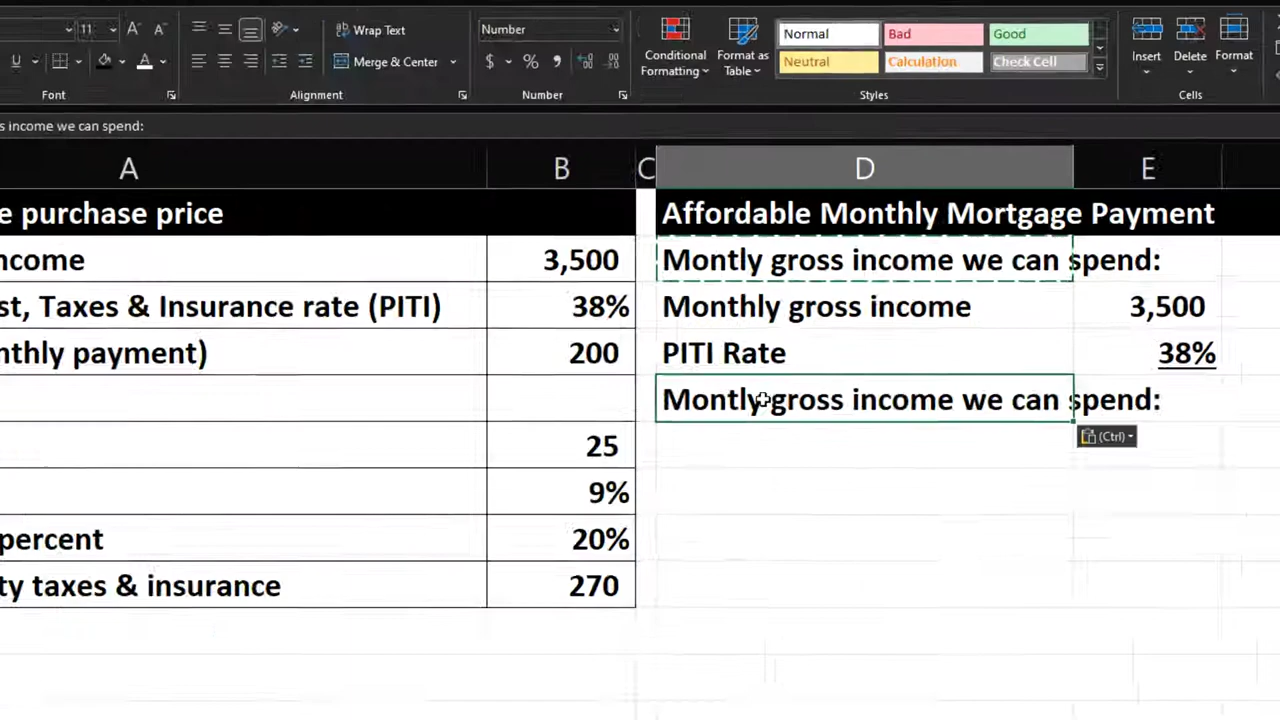 11
Wrap Text
Number
Conditional Formatting
Format as Table
Normal
Bad
Good
Neutral
Calculation
Check Cell
Insert
Delete
Format
U
A
Merge & Center
$ % 9
Font
Alignment
Number
Styles
Cells
s income we can spend:
A B C D E
e purchase price
Affordable Monthly Mortgage Payment
ncome 3,500
Montly gross income we can spend:
st, Taxes & Insurance rate (PITI) 38%
Monthly gross income 3,500
nthly payment) 200
PITI Rate 38%
Montly gross income we can spend:
(Ctrl)
25
9%
percent 20%
ty taxes & insurance 270